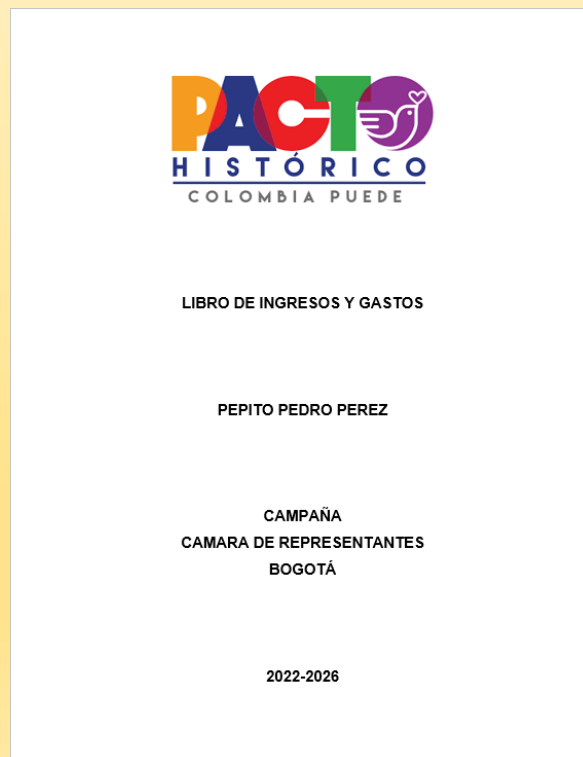 PACTO
HISTÓRICO
COLOMBIA PUEDE
LIBRO DE INGRESOS Y GASTOS
PEPITO PEDRO PEREZ
CAMPAÑA
CAMARA DE REPRESENTANTES
BOGOTÁ
2022-2026